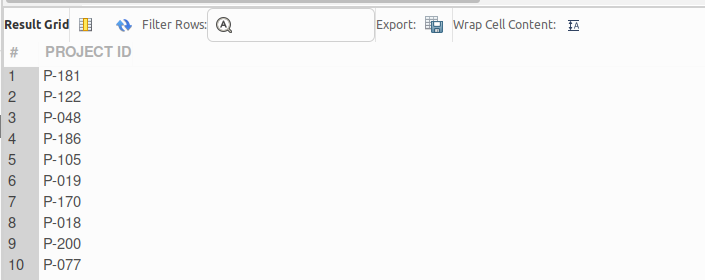 Result Grid Filter Rows: Export: Wrap Cell Content:
# PROJECT ID
1 P-181
2 P-122
3 P-048
4 P-186
5 P-105
6 P-019
7 P-170
8 P-018
9 P-200
10 P-077